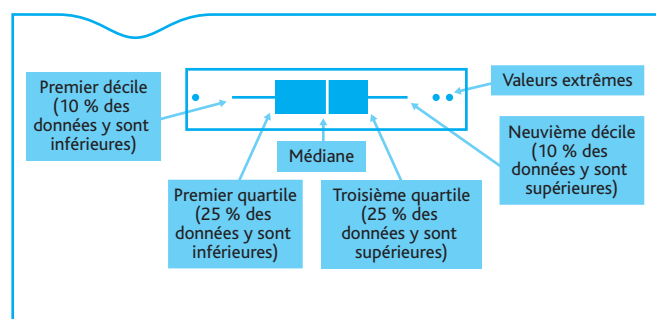 Premier décile
(10 % des
données y sont
inférieures)
Valeurs extrêmes
Médiane
Neuvième décile
(10 % des
données y sont
supérieures)
Premier quartile
(25 % des
données y sont
inférieures)
Troisième quartile
(25 % des
données y sont
supérieures)